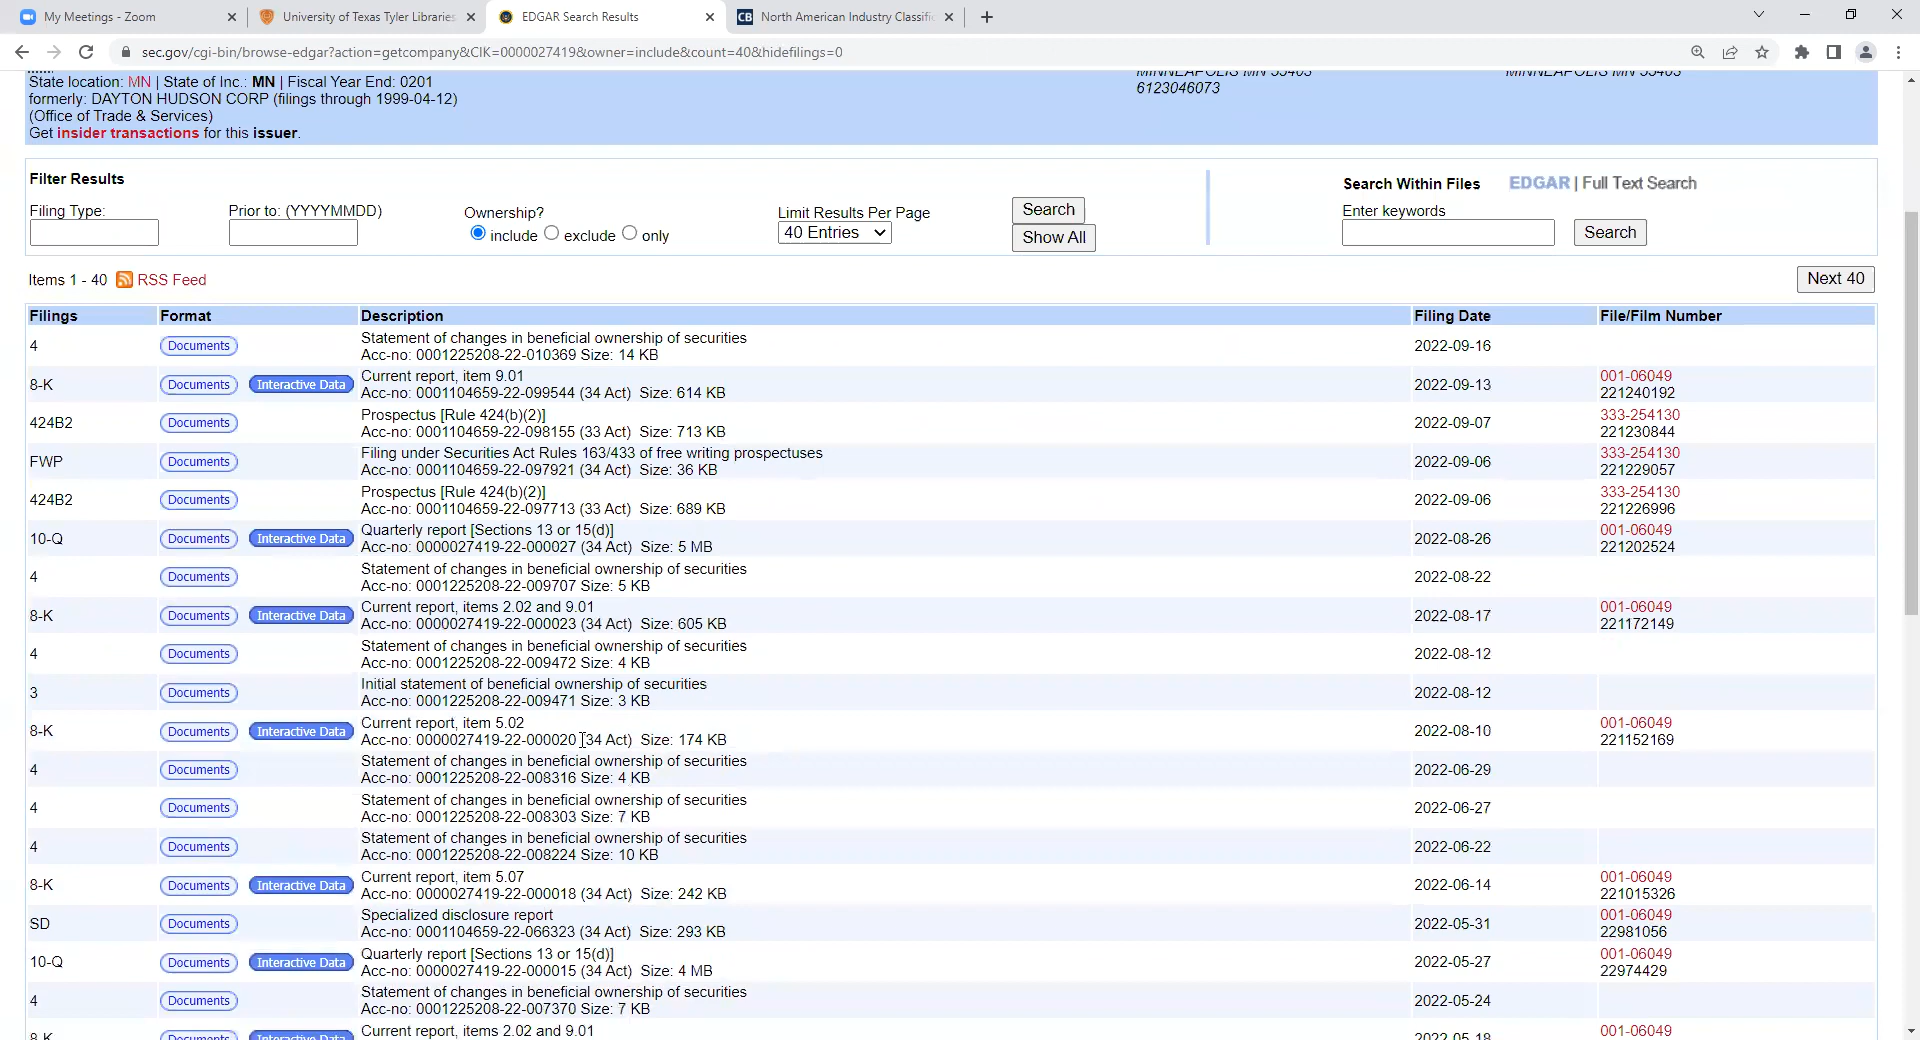 My Meetings - Zoom
University of Texas Tyler Libraries
EDGAR Search Results
CB North American Industry Classific
sec.gov/cgi-bin/browse-edgar?action=getcompany&CIK=0000027419&owner=include&count=40&hidefilings=0
MINNEAPOLIS MN 55403
MINNEAPOLIS MN 55403
State location: MN | State of Inc.: MN | Fiscal Year End: 0201
6123046073
formerly: DAYTON HUDSON CORP (filings through 1999-04-12)
(Office of Trade & Services)
Get insider transactions for this issuer.
Filter Results
Search Within Files EDGAR | Full Text Search
Filing Type: Prior to: (YYYYMMDD) Ownership? Limit Results Per Page Search Enter keywords
include exclude only 40 Entries Show All Search
Items 1 - 40 RSS Feed Next 40
Filings Format Description Filing Date File/Film Number
4 Documents Statement of changes in beneficial ownership of securities 2022-09-16
Acc-no: 0001225208-22-010369 Size: 14 KB
8-K Documents Interactive Data Current report, item 9.01 2022-09-13 001-06049
Acc-no: 0001104659-22-099544 (34 Act) Size: 614 KB 221240192
424B2 Documents Prospectus [Rule 424(b)(2)] 2022-09-07 333-254130
Acc-no: 0001104659-22-098155 (33 Act) Size: 713 KB 221230844
FWP Documents Filing under Securities Act Rules 163/433 of free writing prospectuses 2022-09-06 333-254130
Acc-no: 0001104659-22-097921 (34 Act) Size: 36 KB 221229057
424B2 Documents Prospectus [Rule 424(b)(2)] 2022-09-06 333-254130
Acc-no: 0001104659-22-097713 (33 Act) Size: 689 KB 221226996
10-Q Documents Interactive Data Quarterly report [Sections 13 or 15(d)] 2022-08-26 001-06049
Acc-no: 0000027419-22-000027 (34 Act) Size: 5 MB 221202524
4 Documents Statement of changes in beneficial ownership of securities 2022-08-22
Acc-no: 0001225208-22-009707 Size: 5 KB
8-K Documents Interactive Data Current report, items 2.02 and 9.01 2022-08-17 001-06049
Acc-no: 0000027419-22-000023 (34 Act) Size: 605 KB 221172149
4 Documents Statement of changes in beneficial ownership of securities 2022-08-12
Acc-no: 0001225208-22-009472 Size: 4 KB
3 Documents Initial statement of beneficial ownership of securities 2022-08-12
Acc-no: 0001225208-22-009471 Size: 3 KB
8-K Documents Interactive Data Current report, item 5.02 2022-08-10 001-06049
Acc-no: 0000027419-22-000020 (34 Act) Size: 174 KB 221152169
4 Documents Statement of changes in beneficial ownership of securities 2022-06-29
Acc-no: 0001225208-22-008316 Size: 4 KB
4 Documents Statement of changes in beneficial ownership of securities 2022-06-27
Acc-no: 0001225208-22-008303 Size: 7 KB
4 Documents Statement of changes in beneficial ownership of securities 2022-06-22
Acc-no: 0001225208-22-008224 Size: 10 KB
8-K Documents Interactive Data Current report, item 5.07 2022-06-14 001-06049
Acc-no: 0000027419-22-000018 (34 Act) Size: 242 KB 221015326
SD Documents Specialized disclosure report 2022-05-31 001-06049
Acc-no: 0001104659-22-066323 (34 Act) Size: 293 KB 22981056
10-Q Documents Interactive Data Quarterly report [Sections 13 or 15(d)] 2022-05-27 001-06049
Acc-no: 0000027419-22-000015 (34 Act) Size: 4 MB 22974429
4 Documents Statement of changes in beneficial ownership of securities 2022-05-24
Acc-no: 0001225208-22-007370 Size: 7 KB
8-K Documents Interactive Data Current report, items 2.02 and 9.01 2022-05-18 001-06049